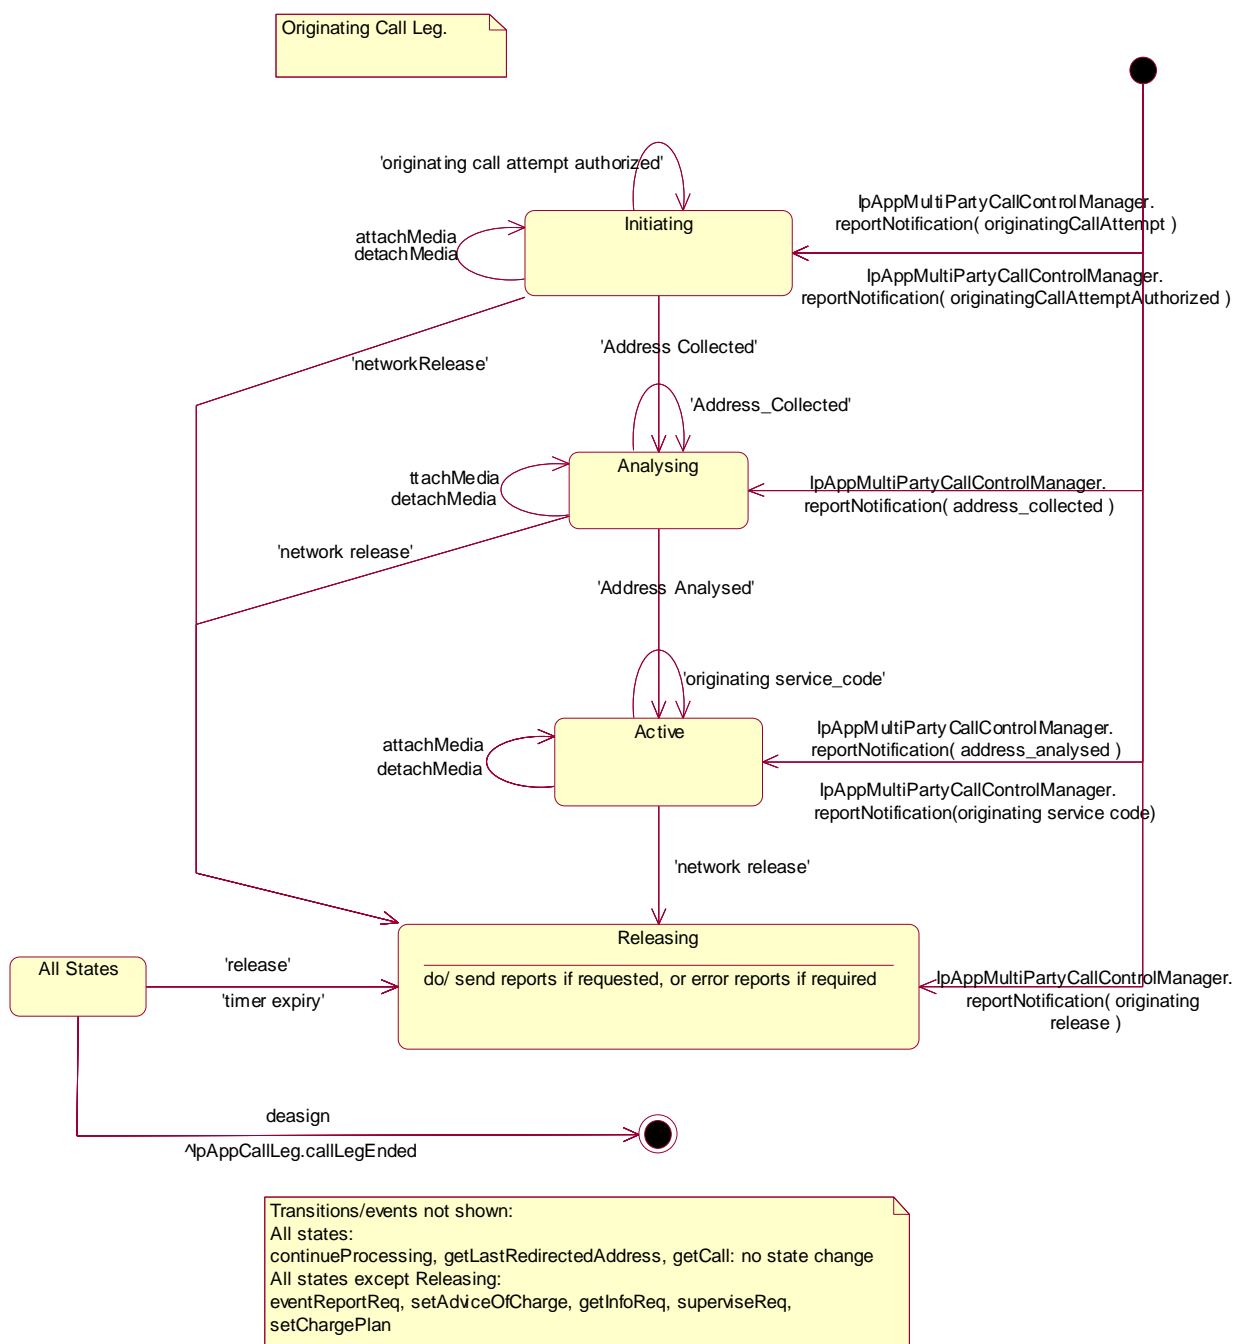 Originating Call Leg.
'originating call attempt authorized'
IpAppMultiPartyCallControlManager.
reportNotification( originatingCallAttempt )
Initiating
attachMedia
detachMedia
IpAppMultiPartyCallControlManager.
reportNotification( originatingCallAttemptAuthorized )
'Address Collected'
'networkRelease'
'Address_Collected'
Analysing
ttachMedia
detachMedia
IpAppMultiPartyCallControlManager.
reportNotification( address_collected )
'network release'
'Address Analysed'
'originating service_code'
Active
attachMedia
detachMedia
IpAppMultiPartyCallControlManager.
reportNotification( address_analysed )
IpAppMultiPartyCallControlManager.
reportNotification(originating service code)
'network release'
Releasing
do/ send reports if requested, or error reports if required
All States
'release'
'timer expiry'
IpAppMultiPartyCallControlManager.
reportNotification( originating
release )
deasign
^IpAppCallLeg.callLegEnded
Transitions/events not shown:
All states:
continueProcessing, getLastRedirectedAddress, getCall: no state change
All states except Releasing:
eventReportReq, setAdviceOfCharge, getInfoReq, superviseReq,
setChargePlan